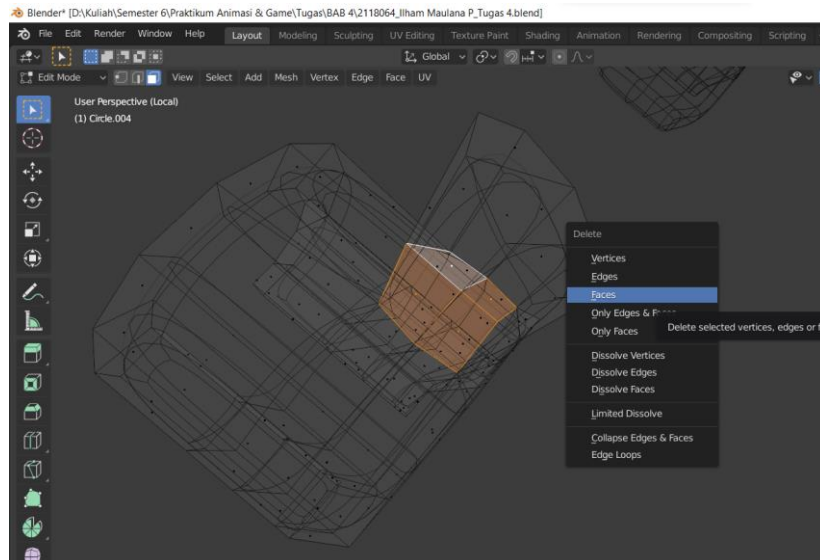 Blender* [D:\Kuliah\Semester 6\Praktikum Animasi & Game\Tugas\BAB 4\2118064_Ilham Maulana P_Tugas 4.blend]
File Edit Render Window Help Layout Modeling Sculpting UV Editing Texture Paint Shading Animation Rendering Compositing Scripting
Global
Edit Mode View Select Add Mesh Vertex Edge Face UV
User Perspective (Local)
(1) Circle.004
Delete
Vertices
Edges
Faces
Only Edges &
Only Faces
Delete selected vertices, edges or
Dissolve Vertices
Dissolve Edges
Dissolve Faces
Limited Dissolve
Collapse Edges & Faces
Edge Loops